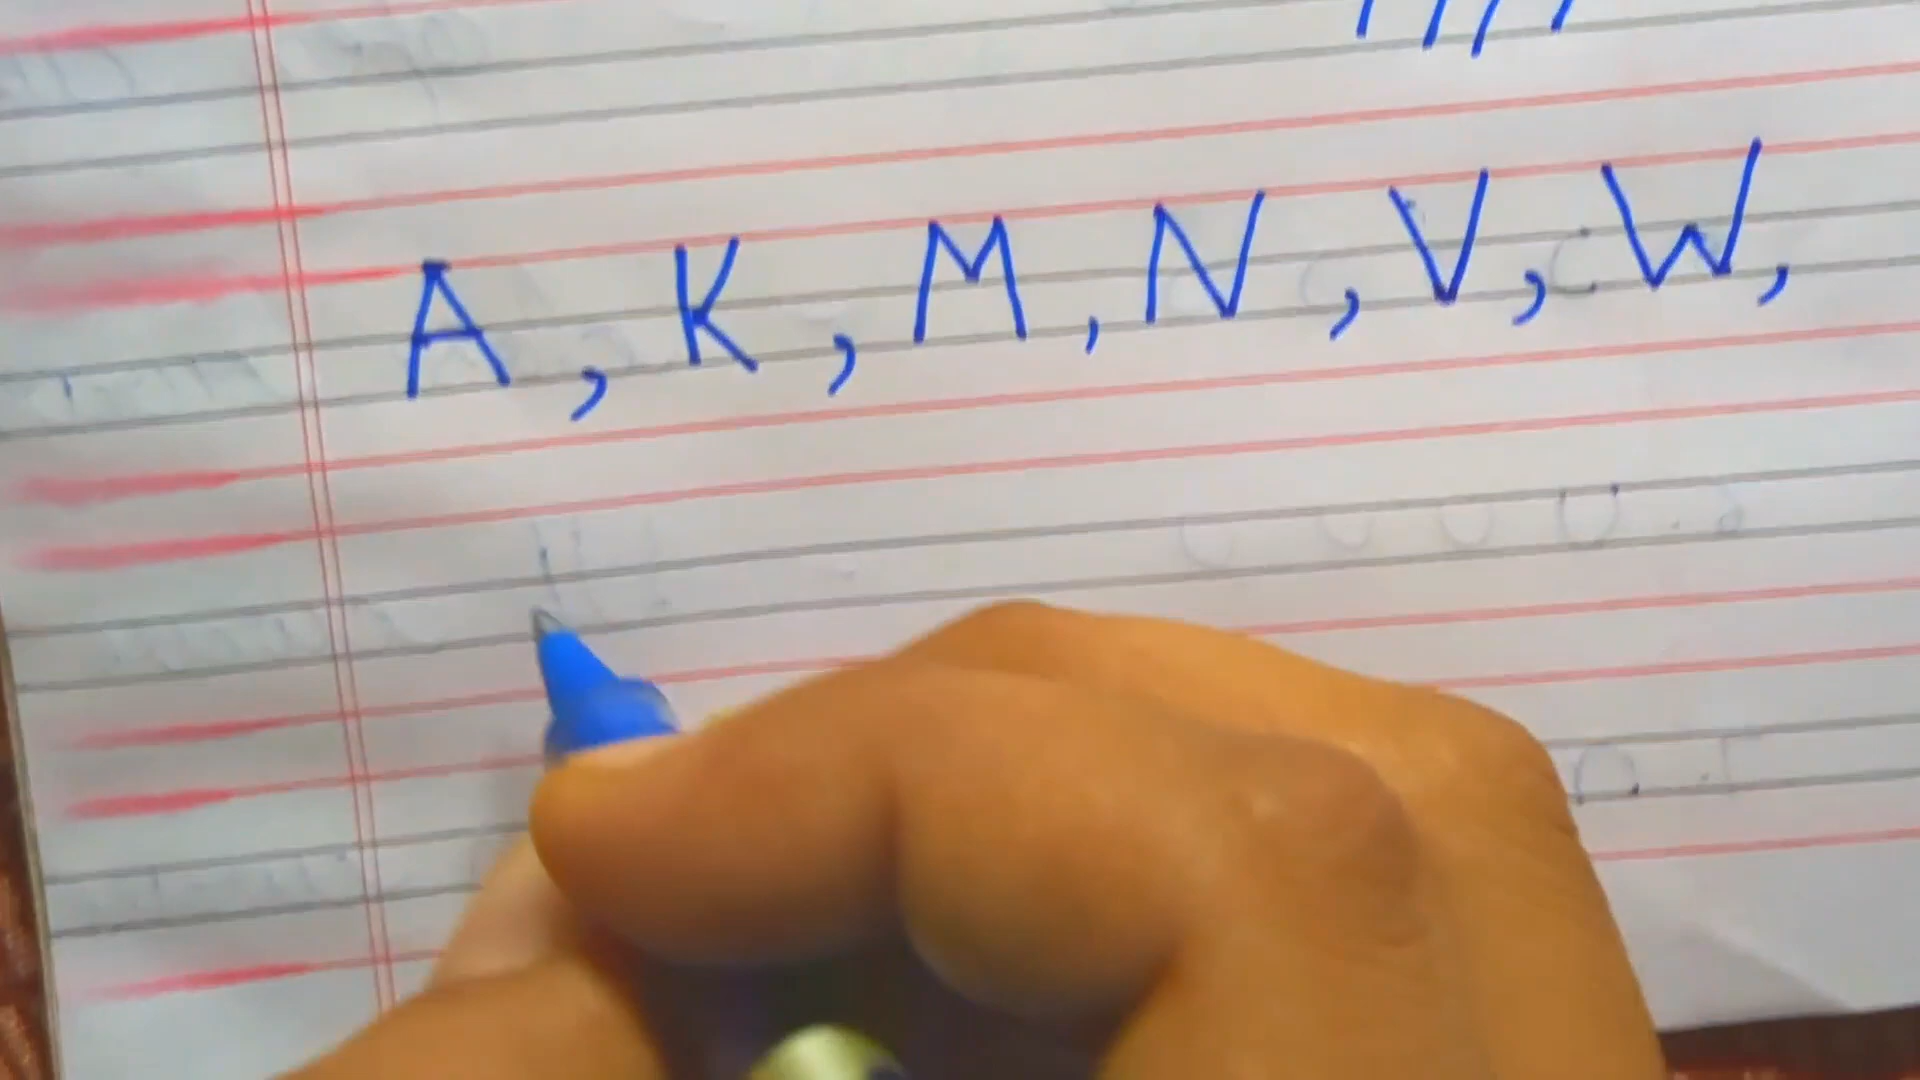 A, K, M, N, V, W,